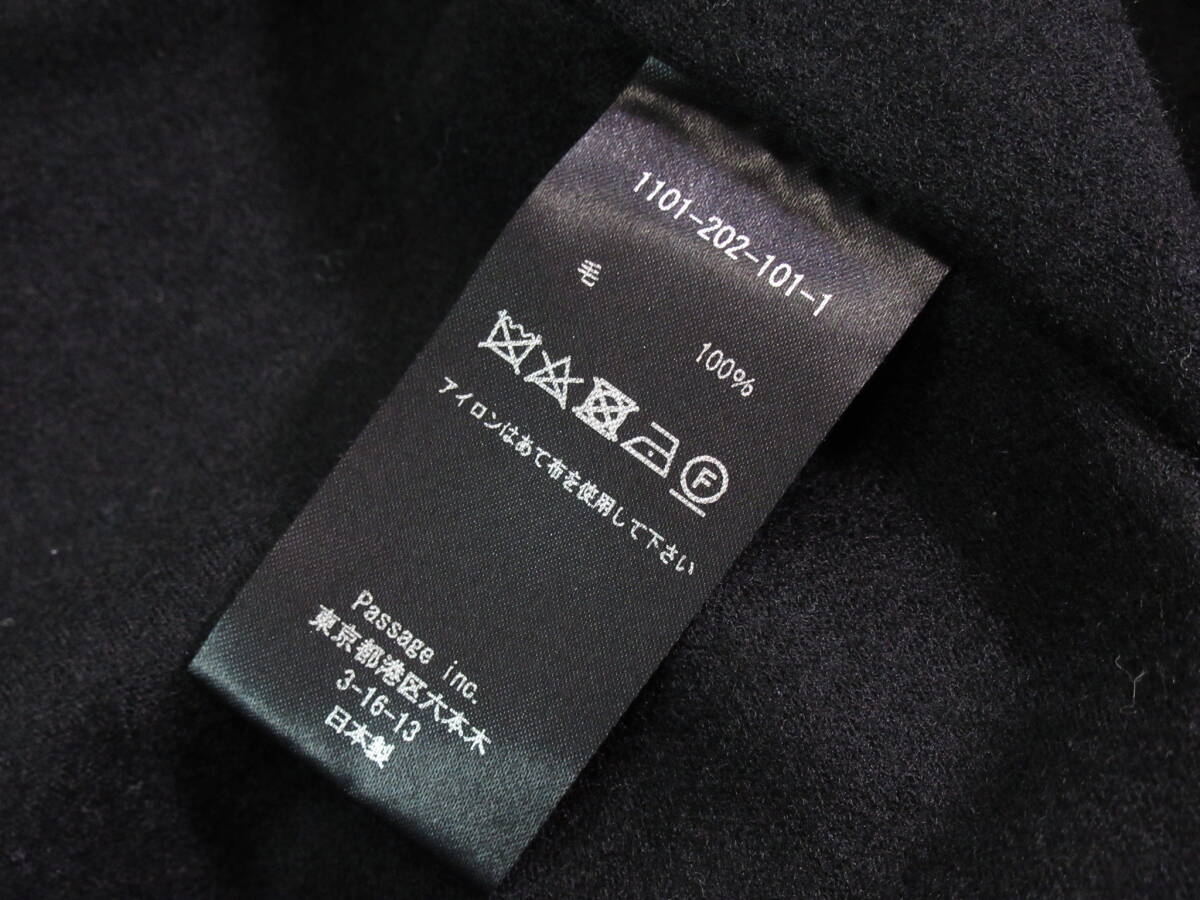 1101-202-101-1
毛 100%
F
アイロンはあて布を使用して下さい
Passage inc.
東京都港区六本木
3-16-13
日本製